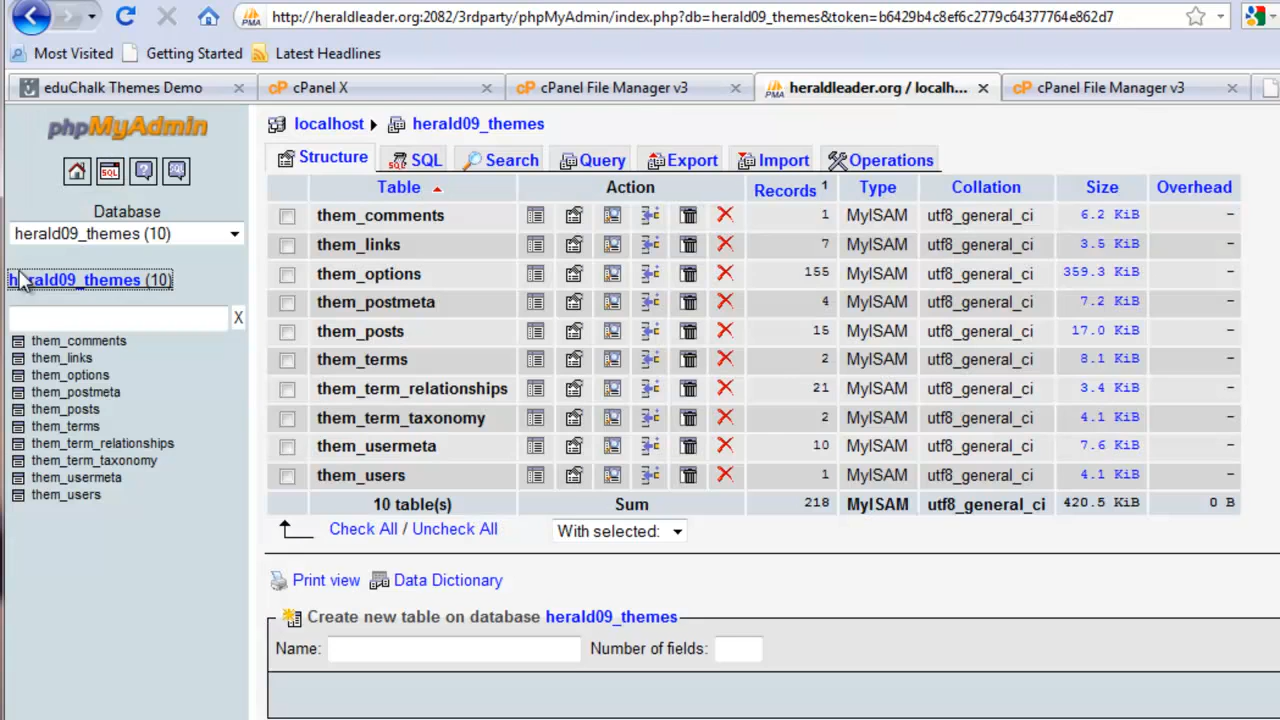 http://heraldleader.org:2082/3rdparty/phpMyAdmin/index.php?db=herald09_themes&token=b6429b4c8ef6c2779c64377764e862d7
Most Visited Getting Started Latest Headlines
eduChalk Themes Demo cPanel X cPanel File Manager v3 heraldleader.org / localh... cPanel File Manager v3
phpMyAdmin
Database
herald09_themes (10)
herald09_themes (10)
X
them_comments
them_links
them_options
them_postmeta
them_posts
them_terms
them_term_relationships
them_term_taxonomy
them_usermeta
them_users
localhost herald09_themes
Structure SQL Search Query Export Import Operations
Table Action Records 1 Type Collation Size Overhead
them_comments 1 MyISAM utf8_general_ci 6.2 KiB -
them_links 7 MyISAM utf8_general_ci 3.5 KiB -
them_options 155 MyISAM utf8_general_ci 359.3 KiB -
them_postmeta 4 MyISAM utf8_general_ci 7.2 KiB -
them_posts 15 MyISAM utf8_general_ci 17.0 KiB -
them_terms 2 MyISAM utf8_general_ci 8.1 KiB -
them_term_relationships 21 MyISAM utf8_general_ci 3.4 KiB -
them_term_taxonomy 2 MyISAM utf8_general_ci 4.1 KiB -
them_usermeta 10 MyISAM utf8_general_ci 7.6 KiB -
them_users 1 MyISAM utf8_general_ci 4.1 KiB -
10 table(s) Sum 218 MyISAM utf8_general_ci 420.5 KiB 0 B
Check All / Uncheck All With selected:
Print view Data Dictionary
Create new table on database herald09_themes
Name: Number of fields: